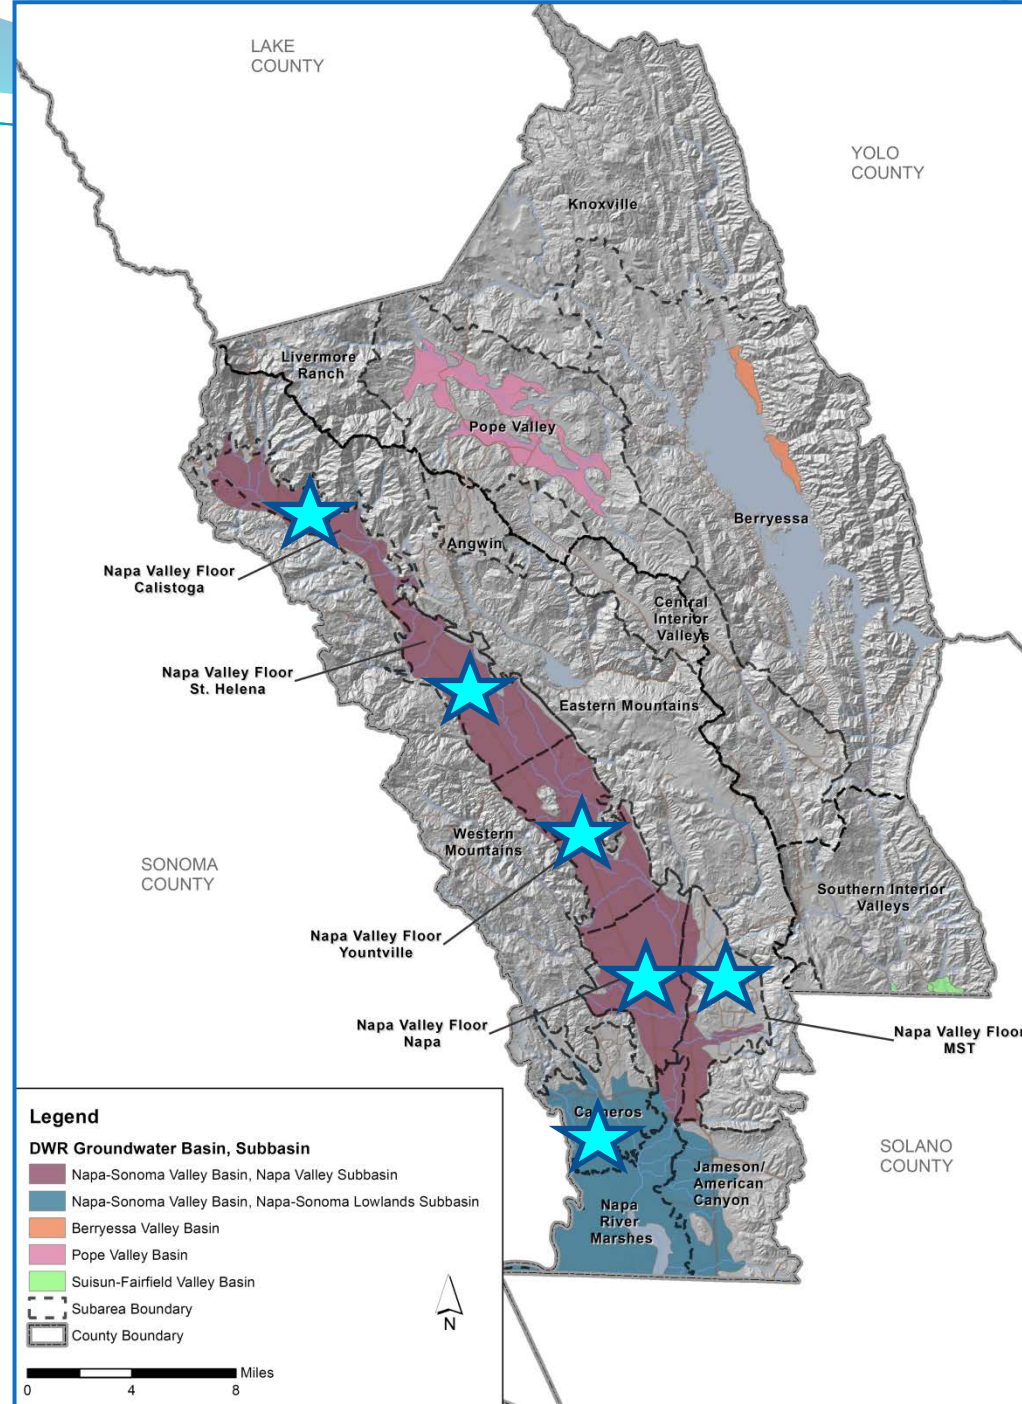 LAKE
COUNTY
YOLO
COUNTY
Knoxville
Livermore
Ranch
Pope Valley
Berryessa
Angwin
Napa Valley Floor
Calistoga
Central
Interior
Valleys
Napa Valley Floor
St. Helena
Eastern Mountains
Western
Mountains
SONOMA
COUNTY
Southern Interior
Valleys
Napa Valley Floor
Yountville
Napa Valley Floor
Napa
Napa Valley Floor
MST
Carneros
SOLANO
COUNTY
Jameson/
American
Canyon
Napa
River
Marshes
Legend
DWR Groundwater Basin, Subbasin
Napa-Sonoma Valley Basin, Napa Valley Subbasin
Napa-Sonoma Valley Basin, Napa-Sonoma Lowlands Subbasin
Berryessa Valley Basin
Pope Valley Basin
Suisun-Fairfield Valley Basin
Subarea Boundary
County Boundary
N
Miles
0 4 8